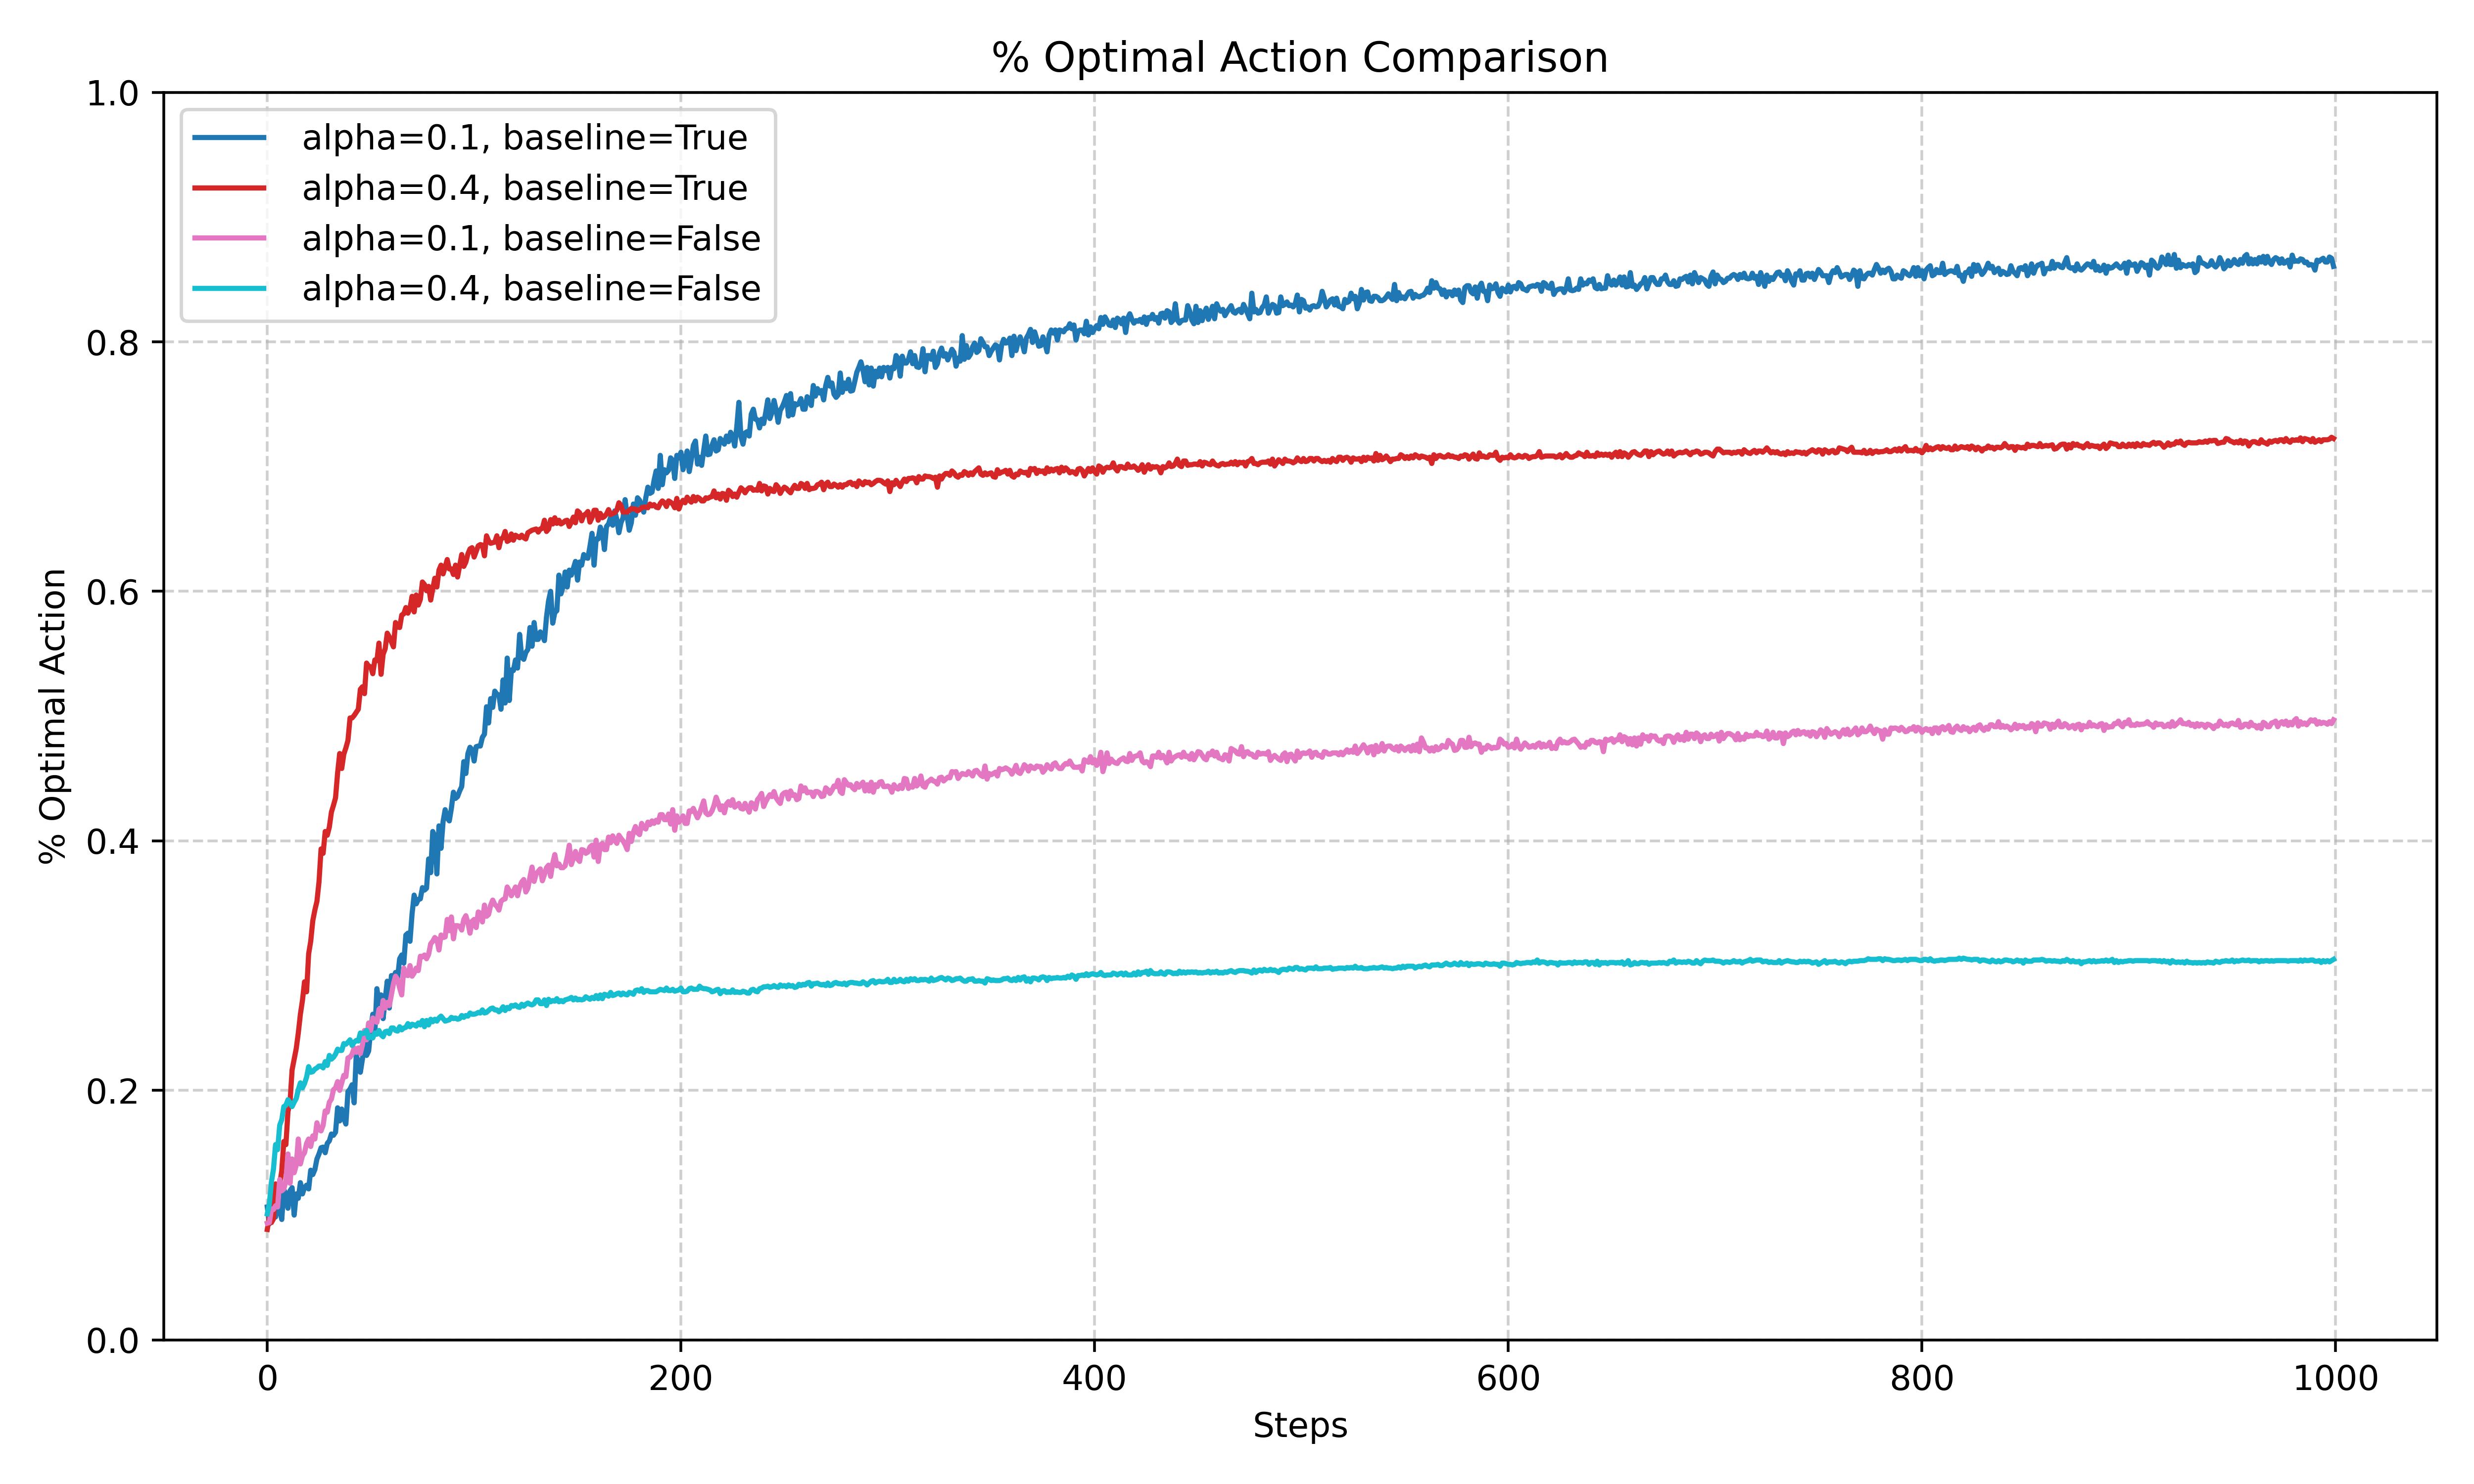 % Optimal Action Comparison
1.0
0.8
0.6
0.4
0.2
0.0
% Optimal Action
alpha=0.1, baseline=True
alpha=0.4, baseline=True
alpha=0.1, baseline=False
alpha=0.4, baseline=False
0 200 400 600 800 1000
Steps